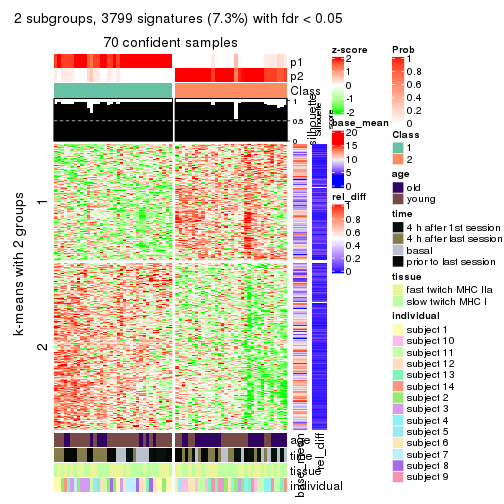 2 subgroups, 3799 signatures (7.3%) with fdr < 0.05
70 confident samples
p1
p2
Class
1
0.5
0
silhouette
score
k-means with 2 groups
1
2
age
time
tissue
individual
base_mean
rel_diff
z-score
2
1
0
-1
-2
base_mean
20
15
10
5
0
rel_diff
1
0.8
0.6
0.4
0.2
0
Prob
1
0.8
0.6
0.4
0.2
0
Class
1
2
age
old
young
time
4 h after 1st session
4 h after last session
basal
prior to last session
tissue
fast twitch MHC IIa
slow twitch MHC I
individual
subject 1
subject 10
subject 11
subject 12
subject 13
subject 14
subject 2
subject 3
subject 4
subject 5
subject 6
subject 7
subject 8
subject 9